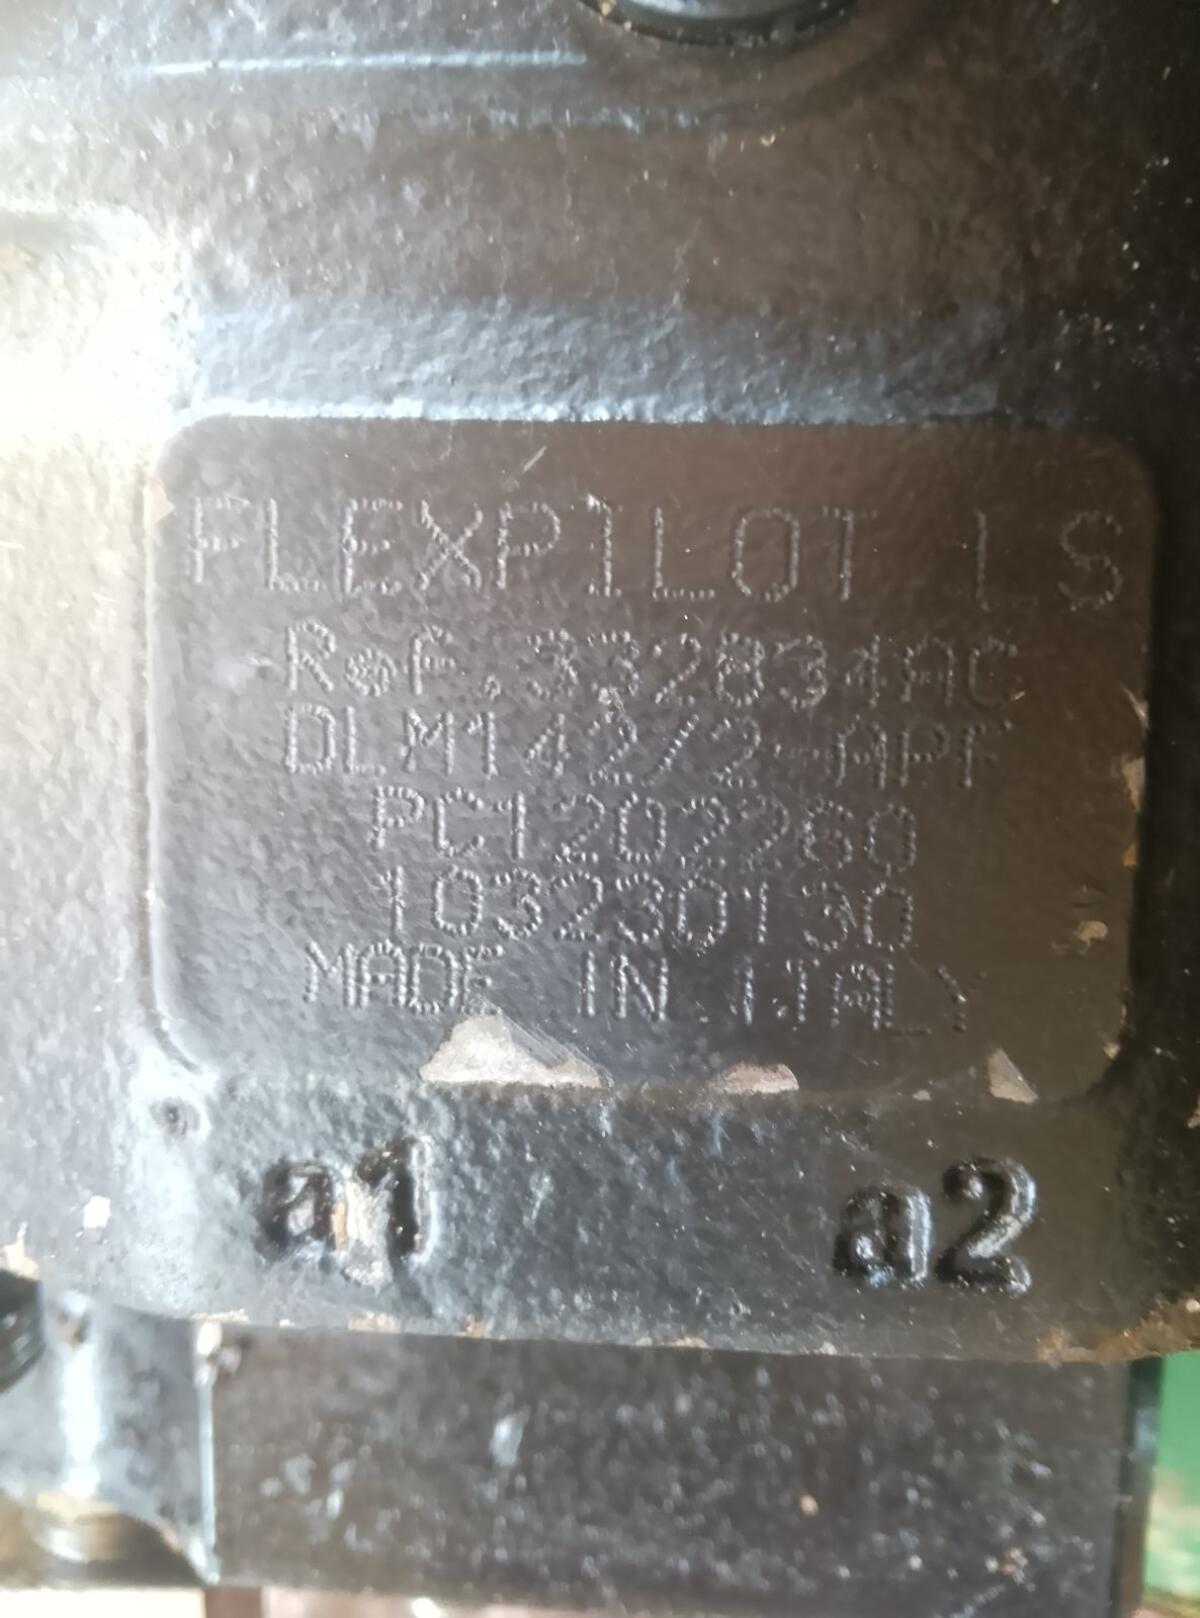 FLEXPILOT LS
Ref.332834AC
DLM142/2-APF
PC1202260
103230130
MADE IN ITALY
a1 a2